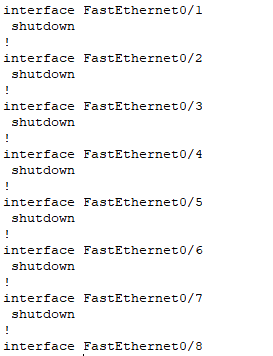 interface FastEthernet0/1
 shutdown
!
interface FastEthernet0/2
 shutdown
!
interface FastEthernet0/3
 shutdown
!
interface FastEthernet0/4
 shutdown
!
interface FastEthernet0/5
 shutdown
!
interface FastEthernet0/6
 shutdown
!
interface FastEthernet0/7
 shutdown
!
interface FastEthernet0/8